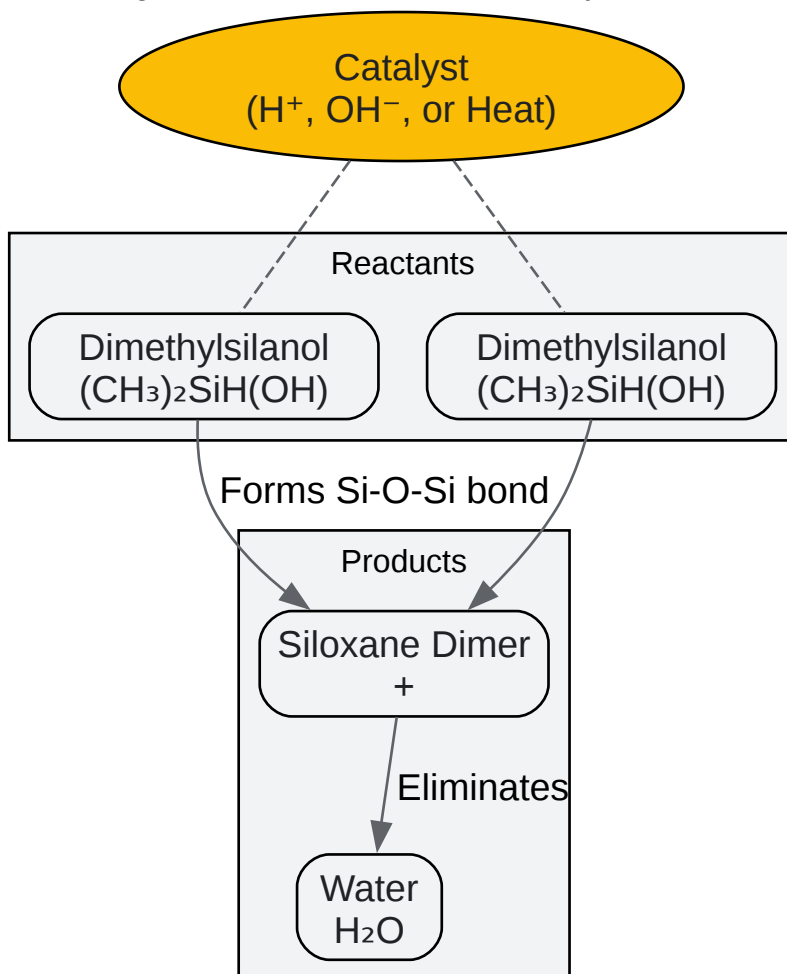 Catalyst
(H⁺, OH⁻, or Heat)
Reactants
Dimethylsilanol
(CH₃)₂SiH(OH)
Dimethylsilanol
(CH₃)₂SiH(OH)
Forms Si-O-Si bond
Products
Siloxane Dimer
+
Eliminates
Water
H₂O